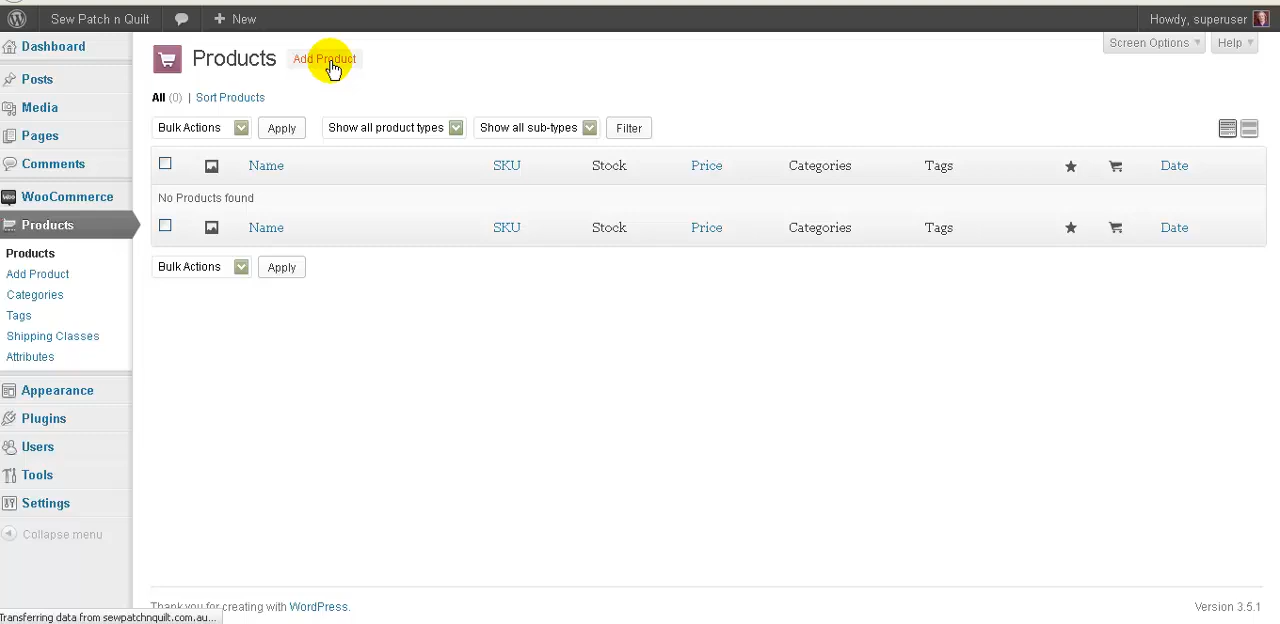 Sew Patch n Quilt + New Howdy, superuser
Dashboard
Posts
Media
Pages
Comments
WooCommerce
Products
Products
Add Product
Categories
Tags
Shipping Classes
Attributes
Appearance
Plugins
Users
Tools
Settings
Collapse menu
Screen Options Help
Products Add Product
All (0) | Sort Products
Bulk Actions Apply Show all product types Show all sub-types Filter
Name SKU Stock Price Categories Tags Date
No Products found
Name SKU Stock Price Categories Tags Date
Bulk Actions Apply
Thank you for creating with WordPress. Version 3.5.1
Transferring data from sewpatchnquilt.com.au...